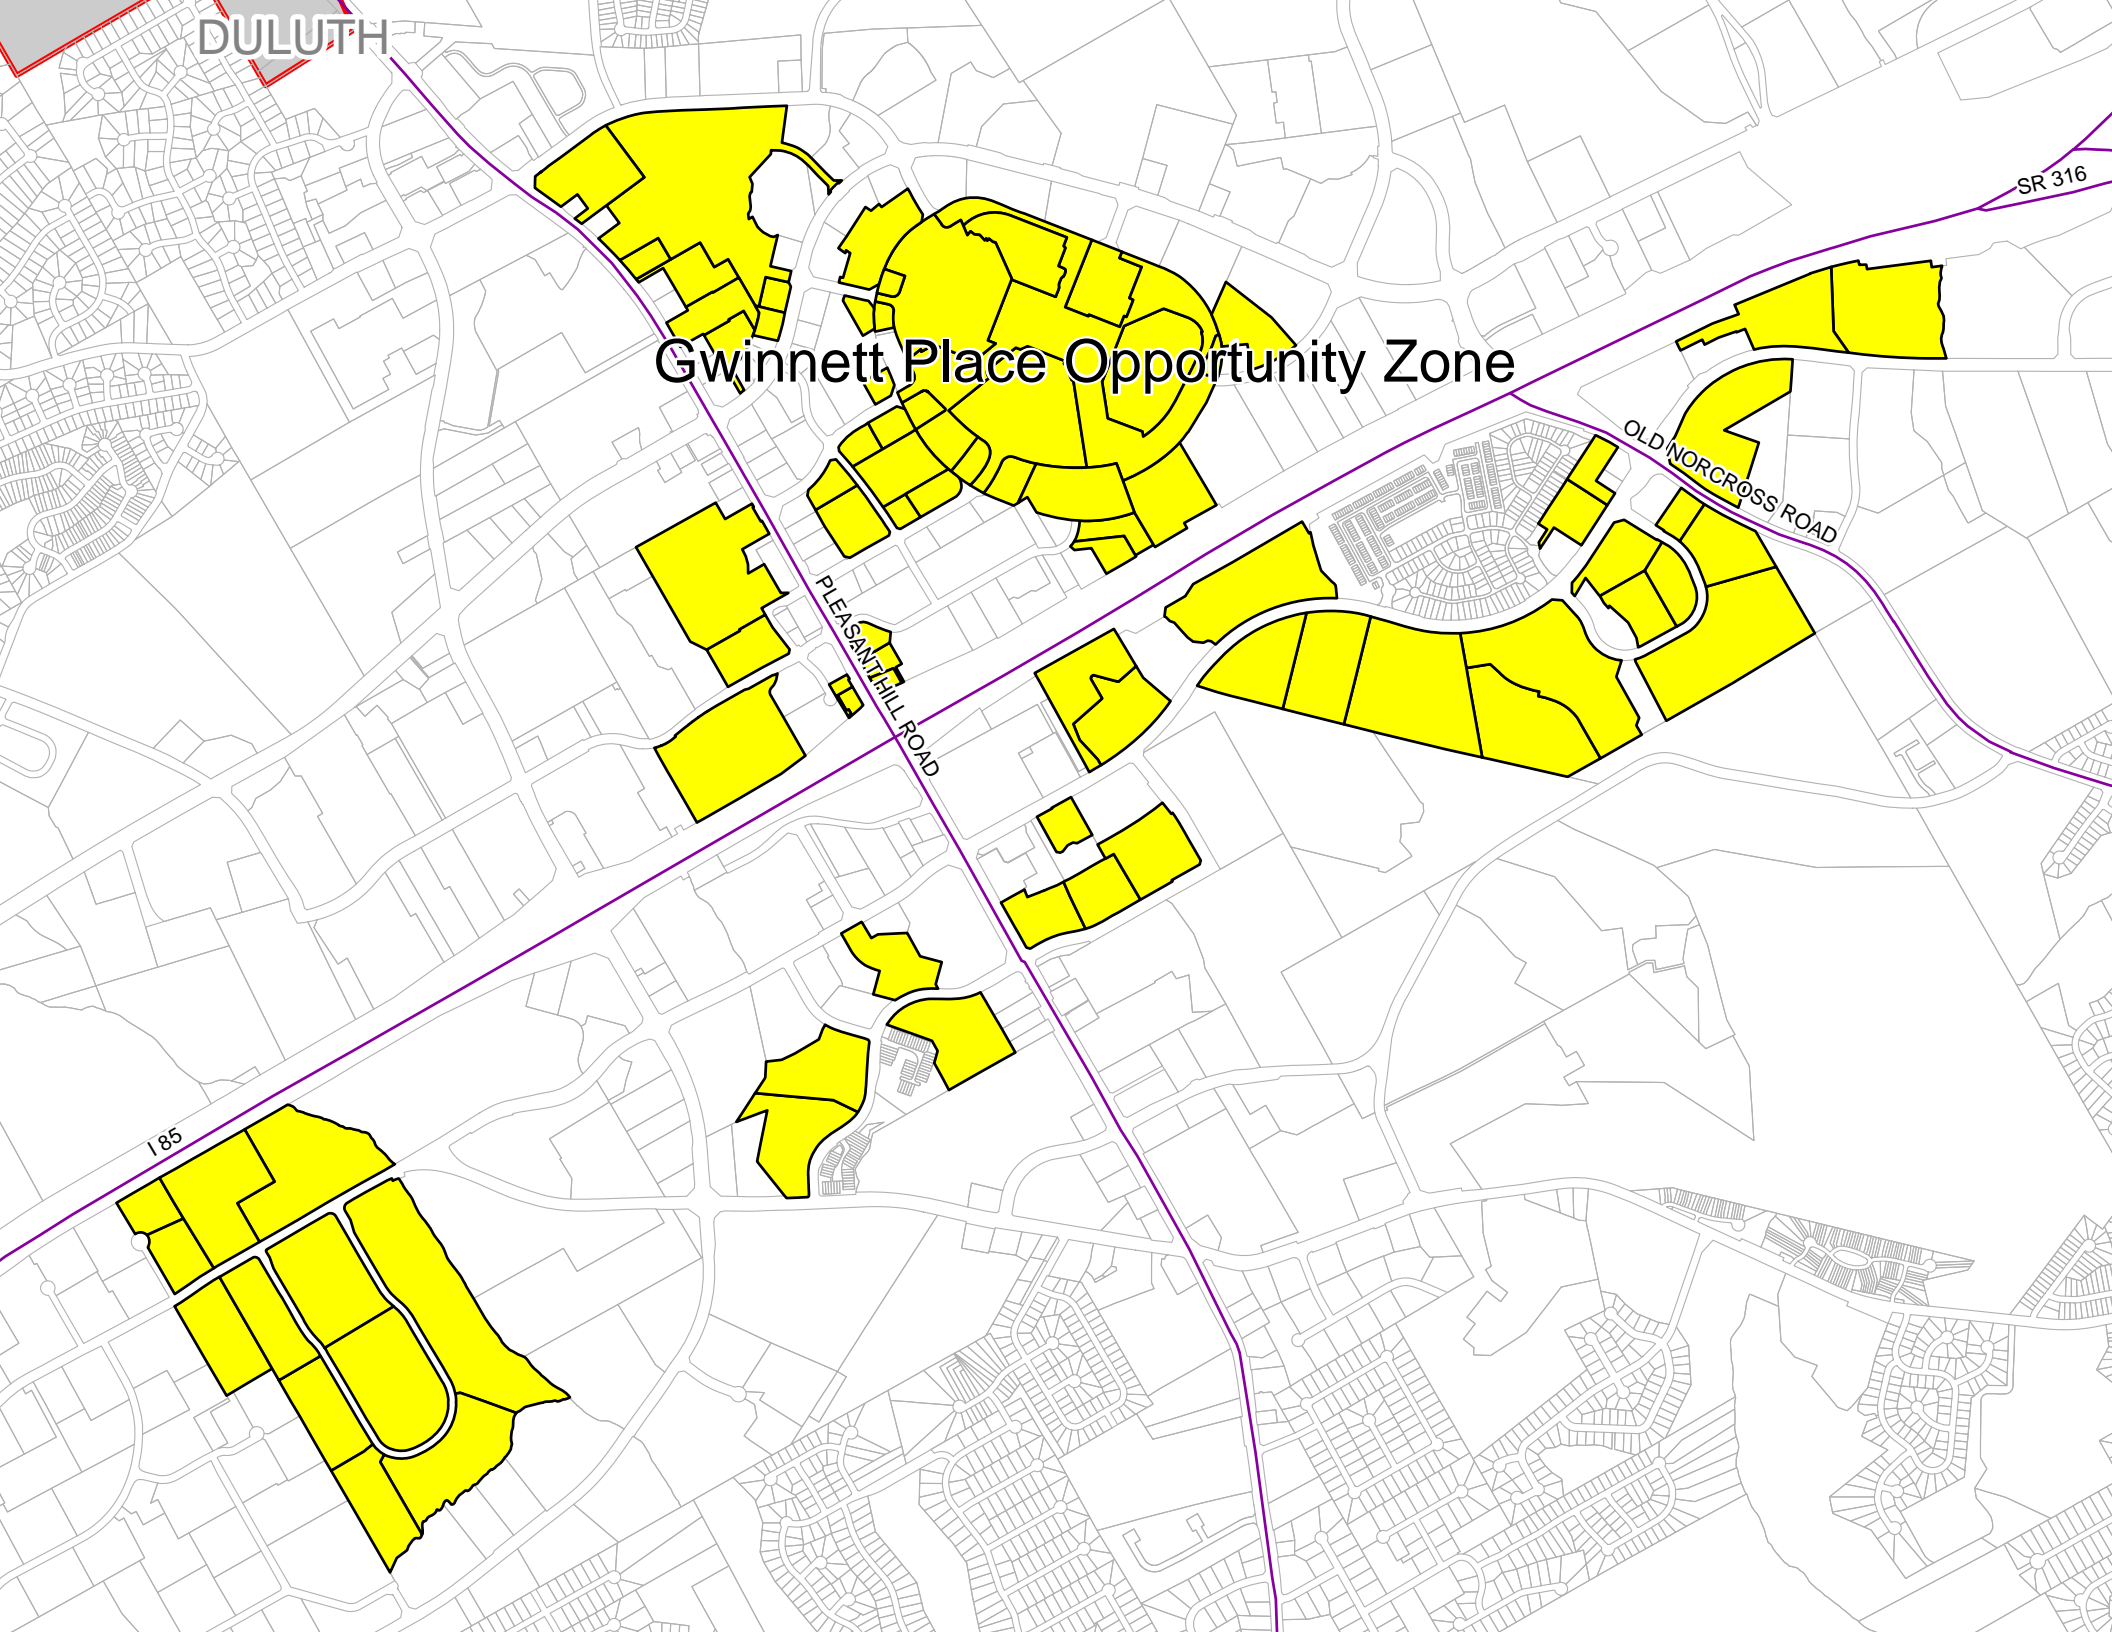 DULUTH
SR 316
Gwinnett Place Opportunity Zone
OLD NORCROSS ROAD
PLEASANT HILL ROAD
I 85